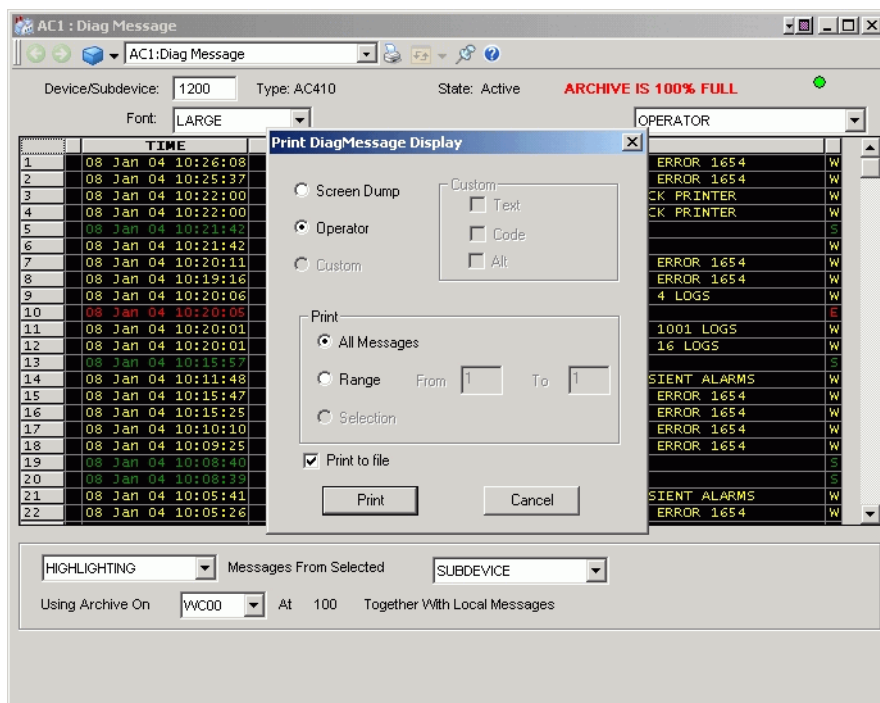 AC1 : Diag Message
AC1:Diag Message
Device/Subdevice: 1200 Type: AC410 State: Active ARCHIVE IS 100% FULL
Font: LARGE OPERATOR
TIME
1 08 Jan 04 10:26:08 ERROR 1654 W
2 08 Jan 04 10:25:37 ERROR 1654 W
3 08 Jan 04 10:22:00 CK PRINTER W
4 08 Jan 04 10:22:00 CK PRINTER W
5 08 Jan 04 10:21:42 S
6 08 Jan 04 10:21:42 W
7 08 Jan 04 10:20:11 ERROR 1654 W
8 08 Jan 04 10:19:16 ERROR 1654 W
9 08 Jan 04 10:20:06 4 LOGS W
10 08 Jan 04 10:20:05 E
11 08 Jan 04 10:20:01 1001 LOGS W
12 08 Jan 04 10:20:01 16 LOGS W
13 08 Jan 04 10:15:57 S
14 08 Jan 04 10:11:48 SIENT ALARMS W
15 08 Jan 04 10:15:47 ERROR 1654 W
16 08 Jan 04 10:15:25 ERROR 1654 W
17 08 Jan 04 10:10:10 ERROR 1654 W
18 08 Jan 04 10:09:25 ERROR 1654 W
19 08 Jan 04 10:08:40 S
20 08 Jan 04 10:08:39 S
21 08 Jan 04 10:05:41 SIENT ALARMS W
22 08 Jan 04 10:05:26 ERROR 1654 W
Print DiagMessage Display
Screen Dump
Operator
Custom
Custom
Text
Code
Alt
Print
All Messages
Range From 1 To 1
Selection
Print to file
Print Cancel
HIGHLIGHTING Messages From Selected SUBDEVICE
Using Archive On WC00 At 100 Together With Local Messages